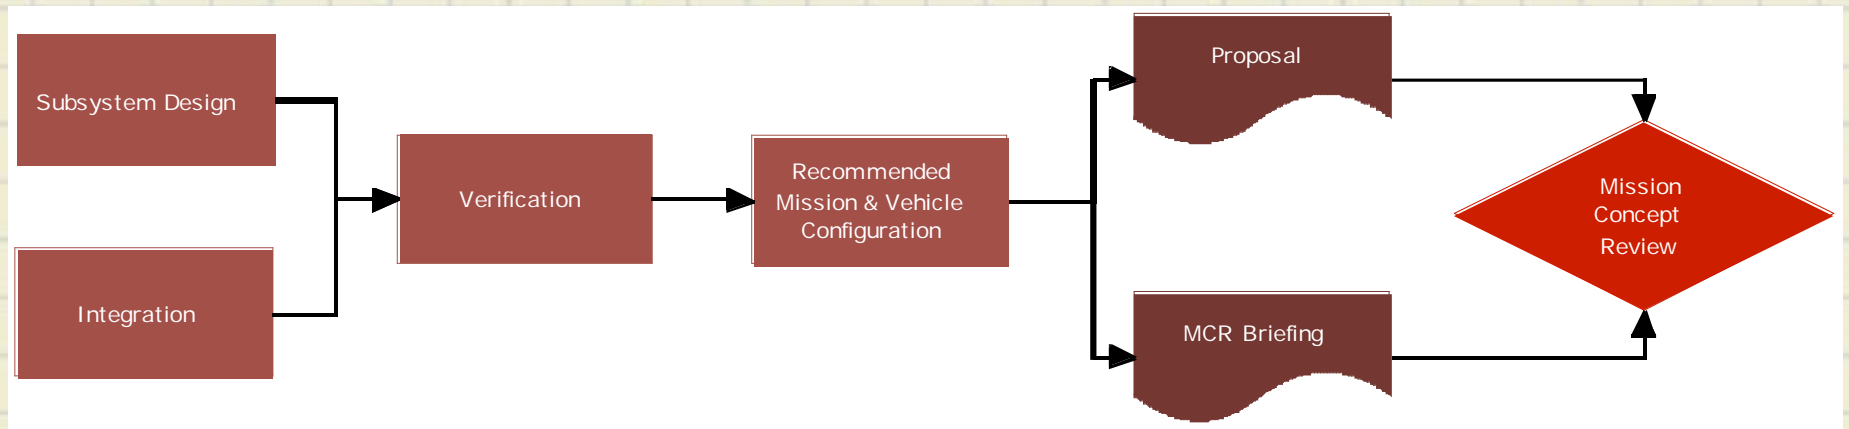 Subsystem Design
Integration
Verification
Recommended
Mission & Vehicle
Configuration
Proposal
MCR Briefing
Mission
Concept
Review